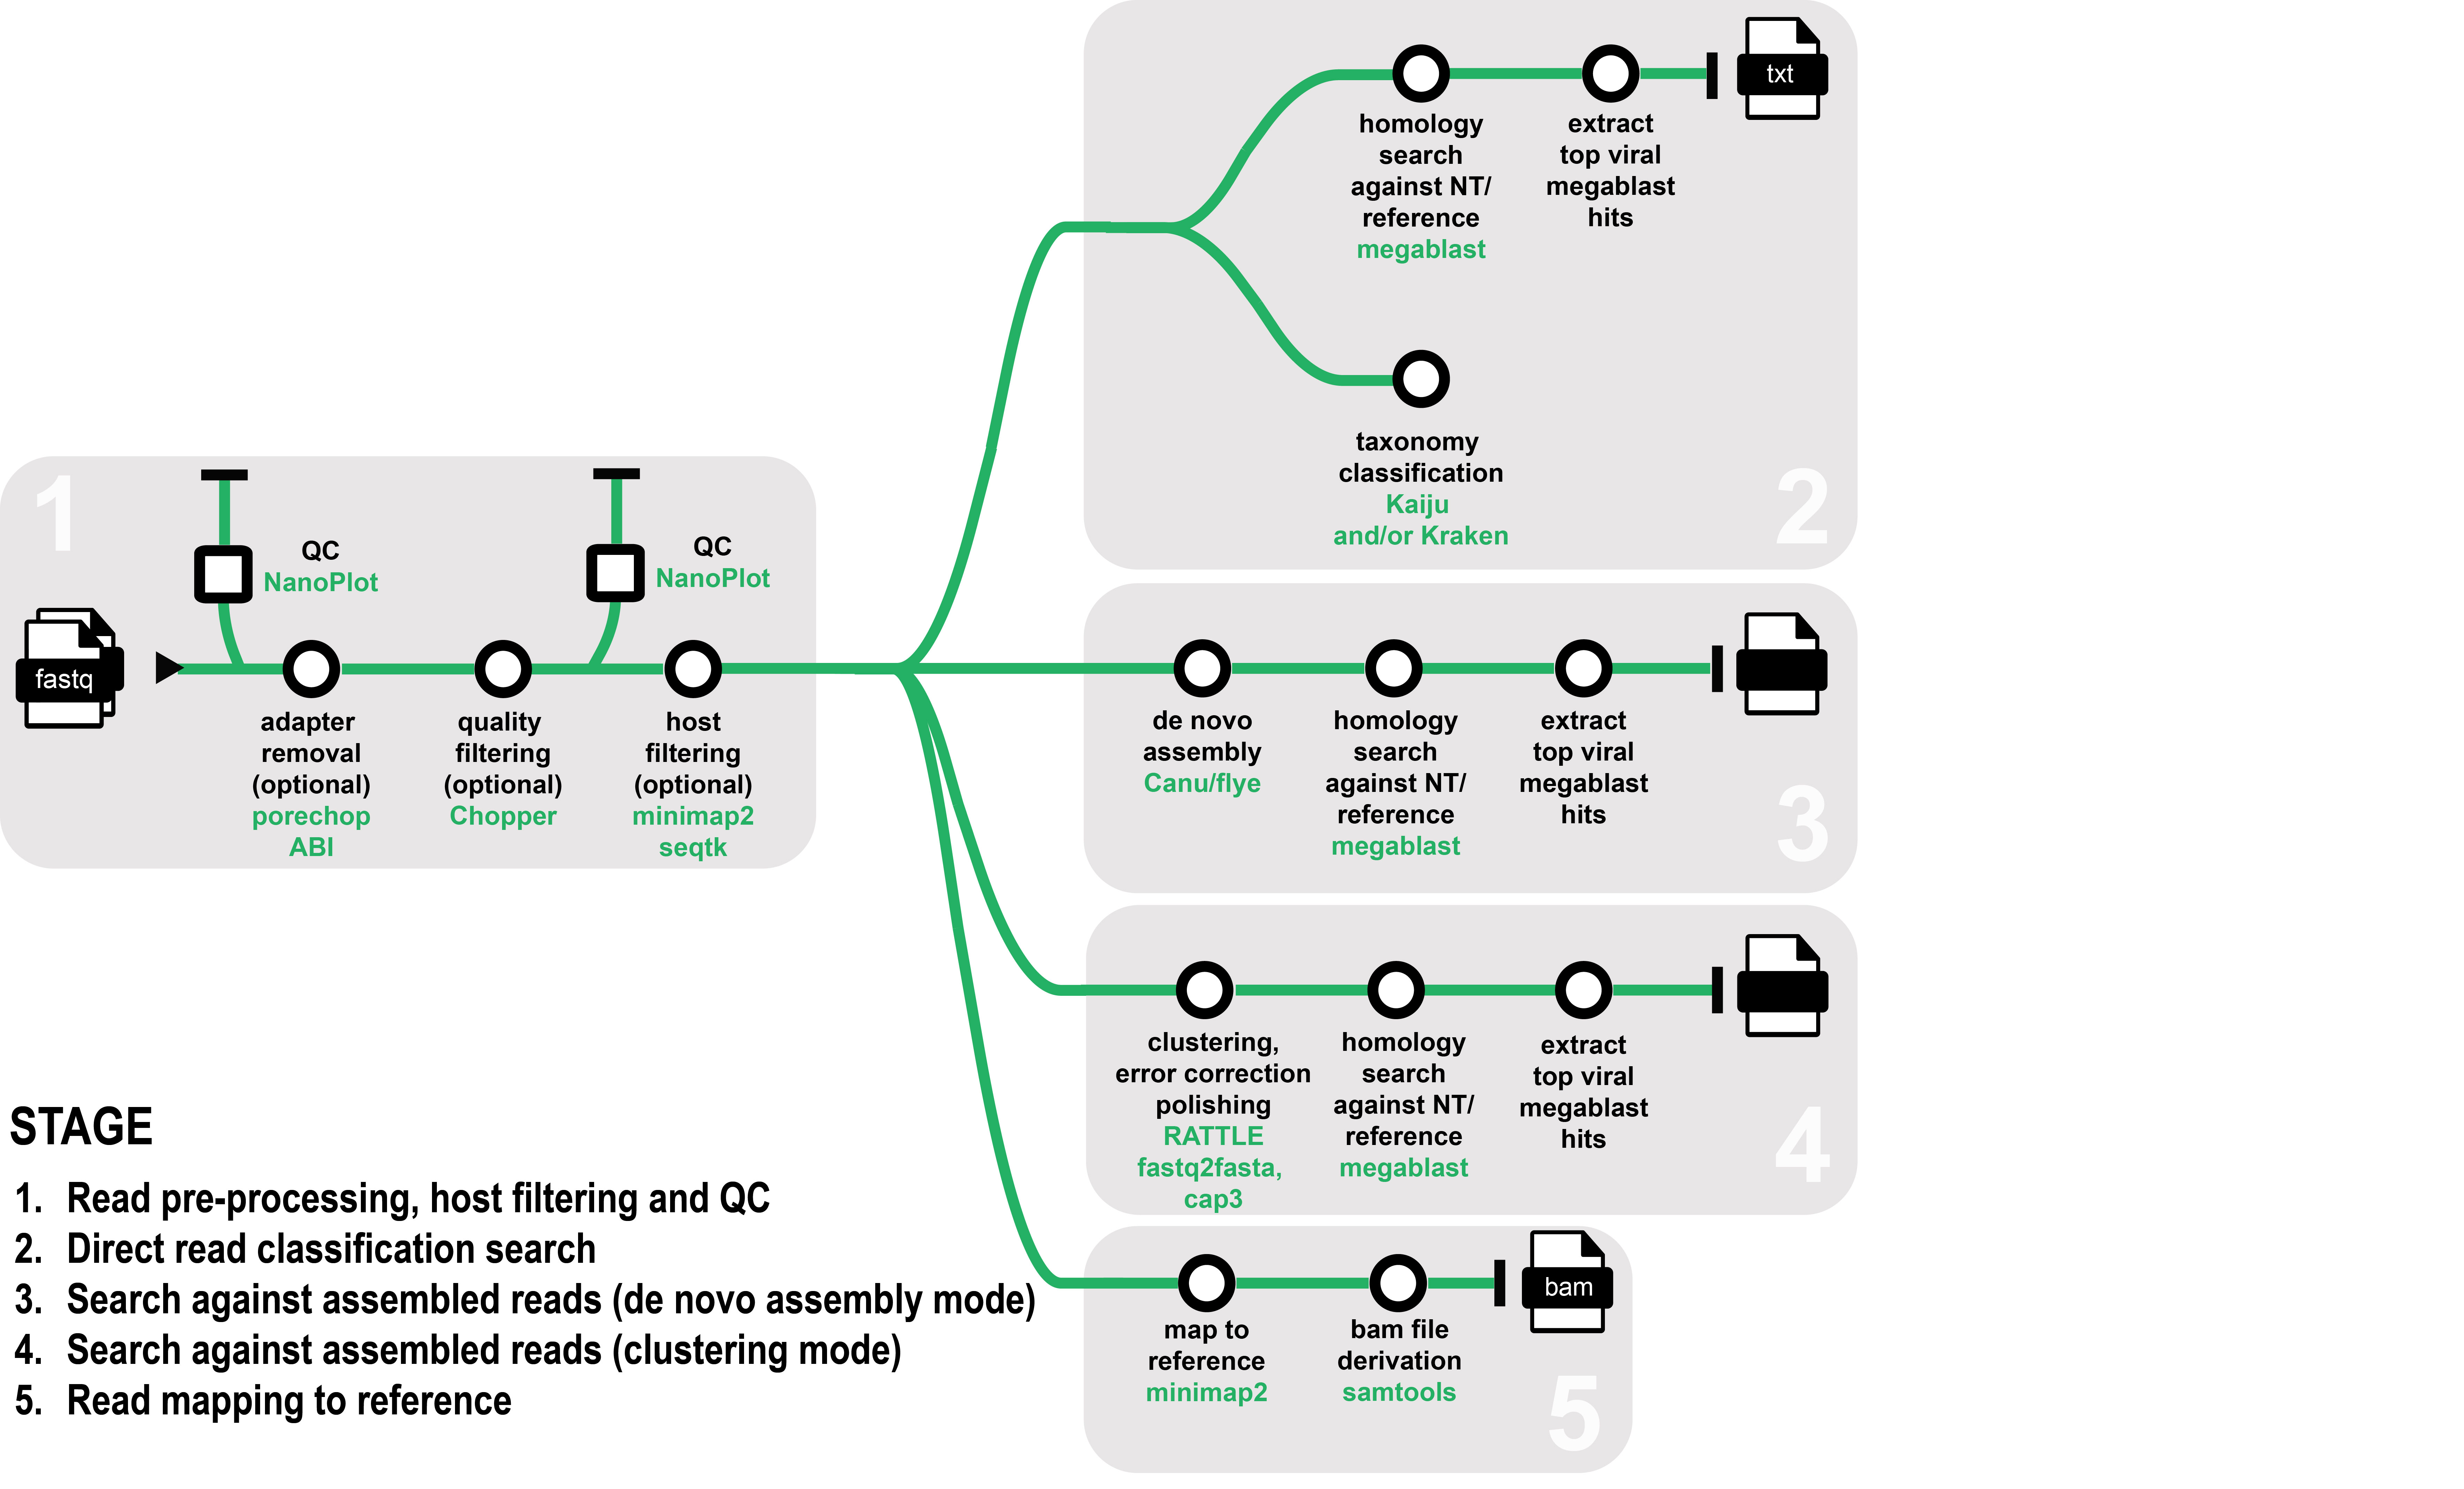 1
fastq
QC
NanoPlot
QC
NanoPlot
adapter
removal
(optional)
porechop
ABI
quality
filtering
(optional)
Chopper
host
filtering
(optional)
minimap2
seqtk
homology
search
against NT/
reference
megablast
extract
top viral
megablast
hits
txt
taxonomy
classification
Kaiju
and/or Kraken
2
de novo
assembly
Canu/flye
homology
search
against NT/
reference
megablast
extract
top viral
megablast
hits
3
clustering,
error correction
polishing
RATTLE
fastq2fasta,
cap3
homology
search
against NT/
reference
megablast
extract
top viral
megablast
hits
4
map to
reference
minimap2
bam file
derivation
samtools
bam
5
STAGE
1. Read pre-processing, host filtering and QC
2. Direct read classification search
3. Search against assembled reads (de novo assembly mode)
4. Search against assembled reads (clustering mode)
5. Read mapping to reference